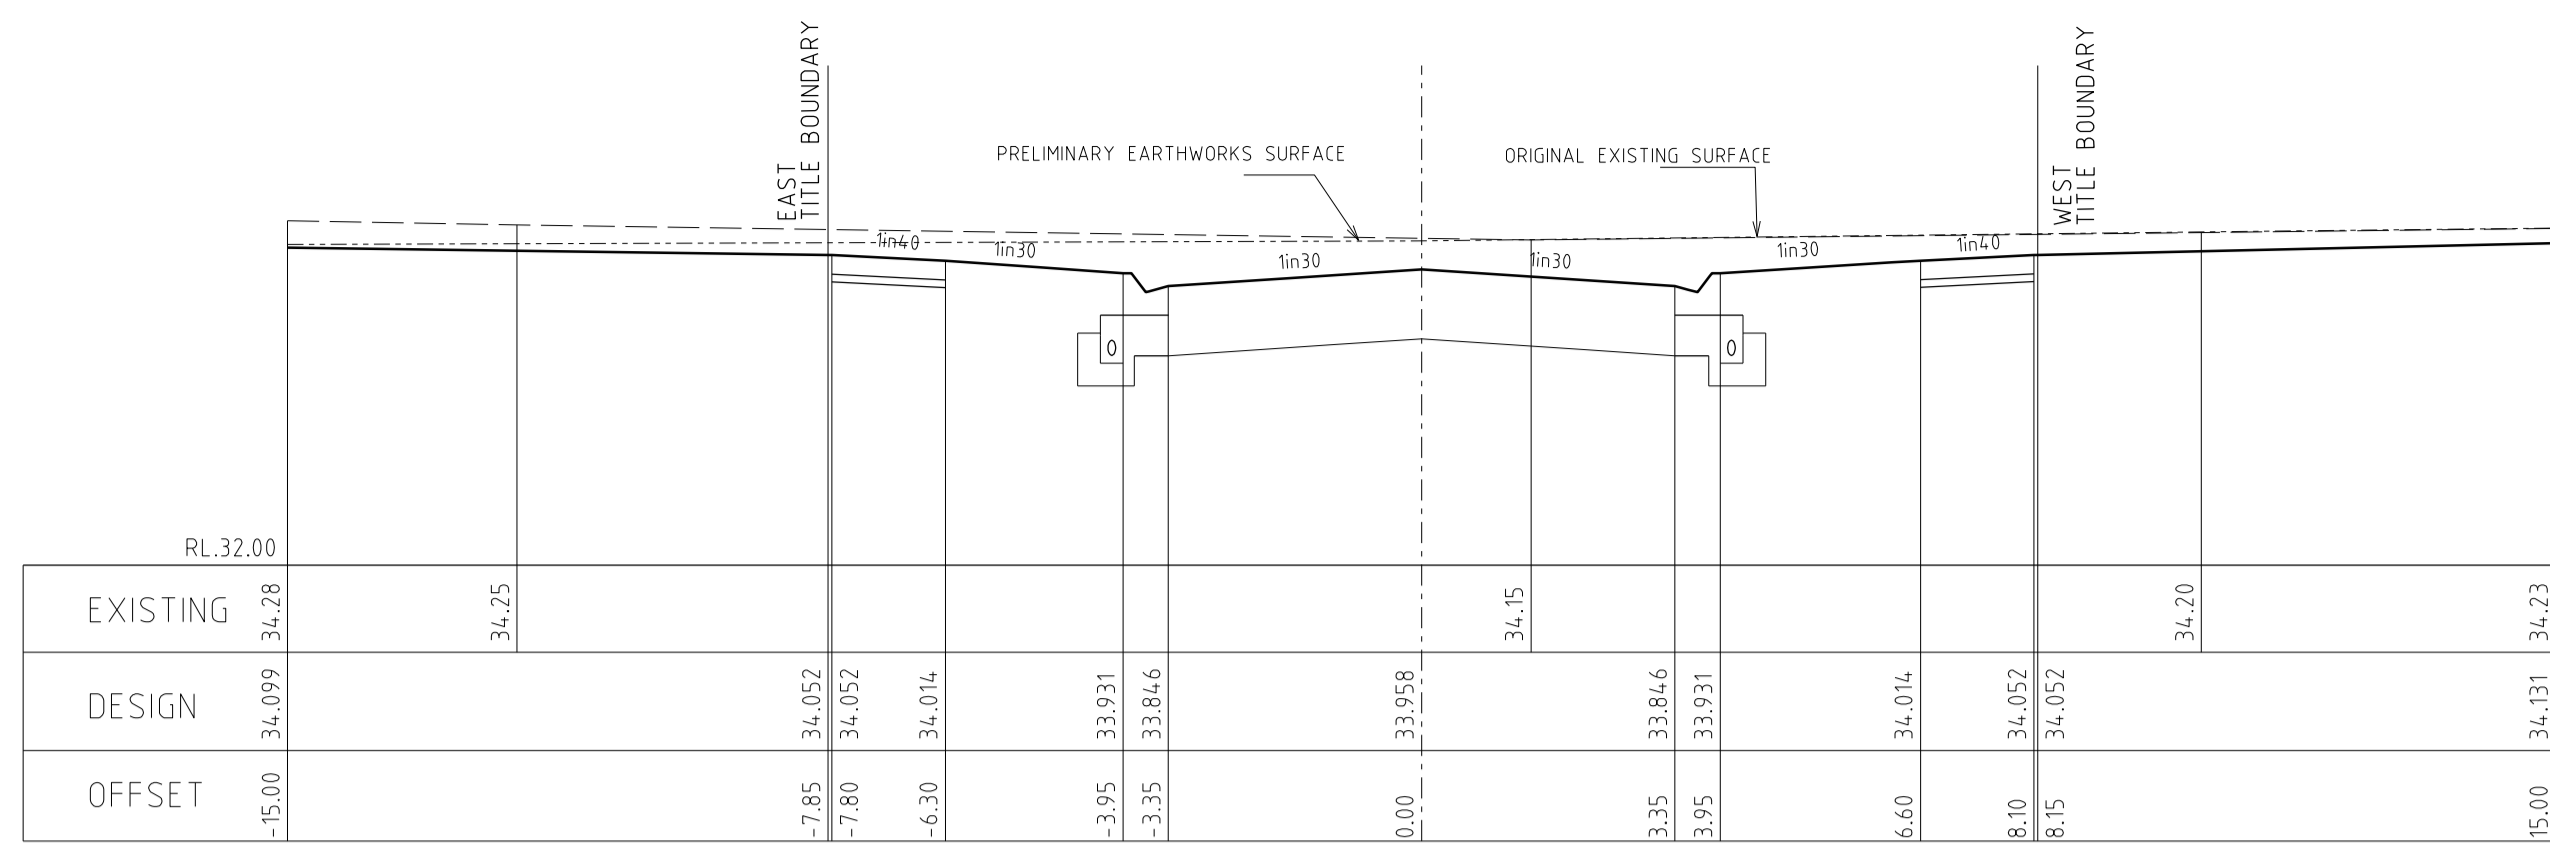 EAST
TITLE BOUNDARY
WEST
TITLE BOUNDARY
PRELIMINARY EARTHWORKS SURFACE
ORIGINAL EXISTING SURFACE
1in40
1in30
1in30
1in30
1in30
1in40
RL.32.00
EXISTING 34.28 34.25 34.15 34.20 34.23
DESIGN 34.099 34.052 34.052 34.014 33.931 33.846 33.958 33.846 33.931 34.014 34.052 34.052 34.131
OFFSET -15.00 -7.85 -7.80 -6.30 -3.95 -3.35 0.00 3.35 3.95 6.60 8.10 8.15 15.00